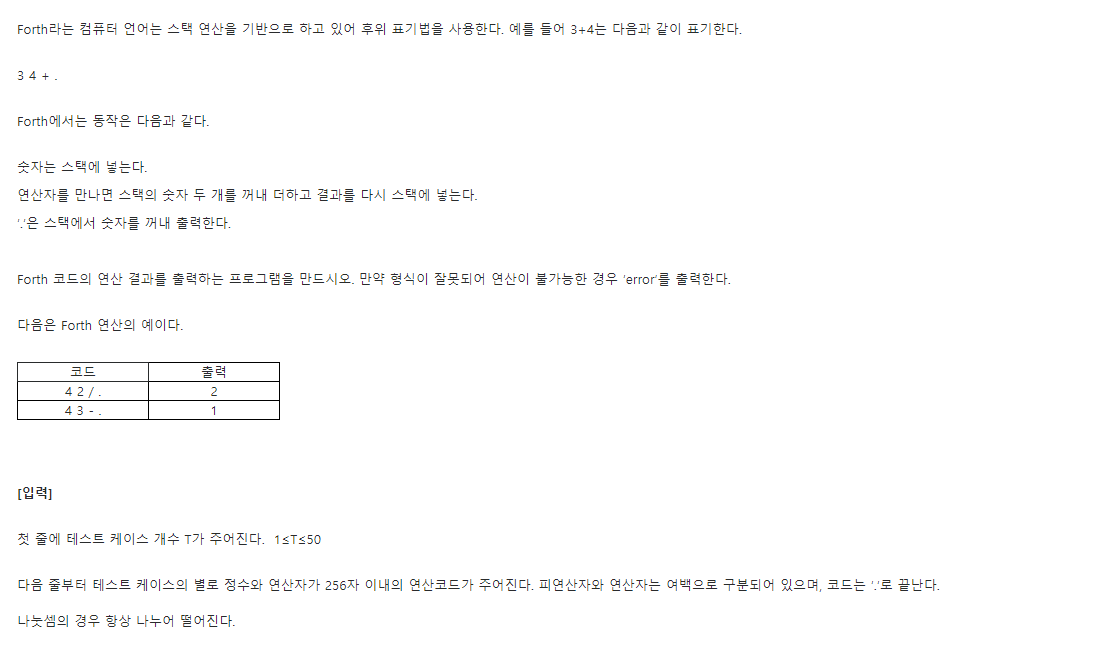 Forth라는 컴퓨터 언어는 스택 연산을 기반으로 하고 있어 후위 표기법을 사용한다. 예를 들어 3+4는 다음과 같이 표기한다.
3 4 + .
Forth에서는 동작은 다음과 같다.
숫자는 스택에 넣는다.
연산자를 만나면 스택의 숫자 두 개를 꺼내 더하고 결과를 다시 스택에 넣는다.
'.'은 스택에서 숫자를 꺼내 출력한다.
Forth 코드의 연산 결과를 출력하는 프로그램을 만드시오. 만약 형식이 잘못되어 연산이 불가능한 경우 'error'를 출력한다.
다음은 Forth 연산의 예이다.
코드 출력
4 2 / . 2
4 3 - . 1
[입력]
첫 줄에 테스트 케이스 개수 T가 주어진다.  1≤T≤50
다음 줄부터 테스트 케이스의 별로 정수와 연산자가 256자 이내의 연산코드가 주어진다. 피연산자와 연산자는 여백으로 구분되어 있으며, 코드는 '.'로 끝난다.
나눗셈의 경우 항상 나누어 떨어진다.